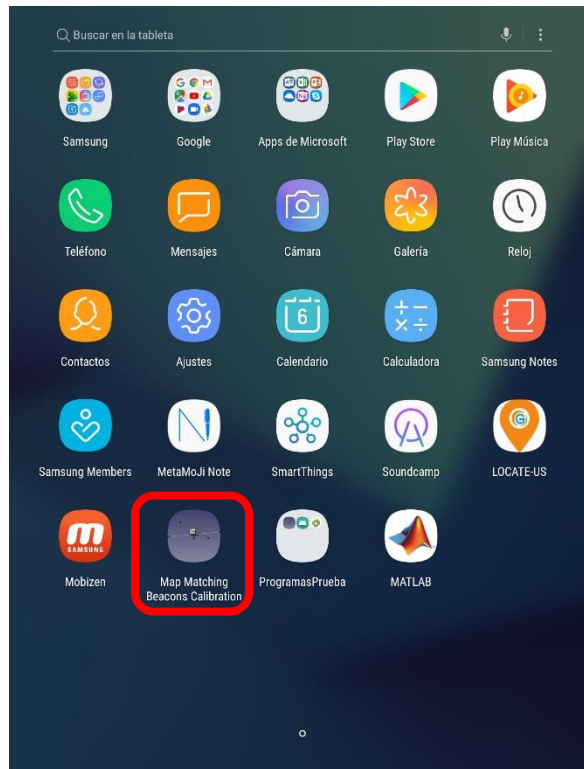 Buscar en la tableta
Samsung
Google
Apps de Microsoft
Play Store
Play Música
Teléfono
Mensajes
Cámara
Galería
Reloj
6
Contactos
Ajustes
Calendario
Calculadora
Samsung Notes
Samsung Members
MetaMoJi Note
SmartThings
Soundcamp
G
LOCATE-US
m
SAMSUNG
Mobizen
Map Matching
Beacons Calibration
ProgramasPrueba
MATLAB